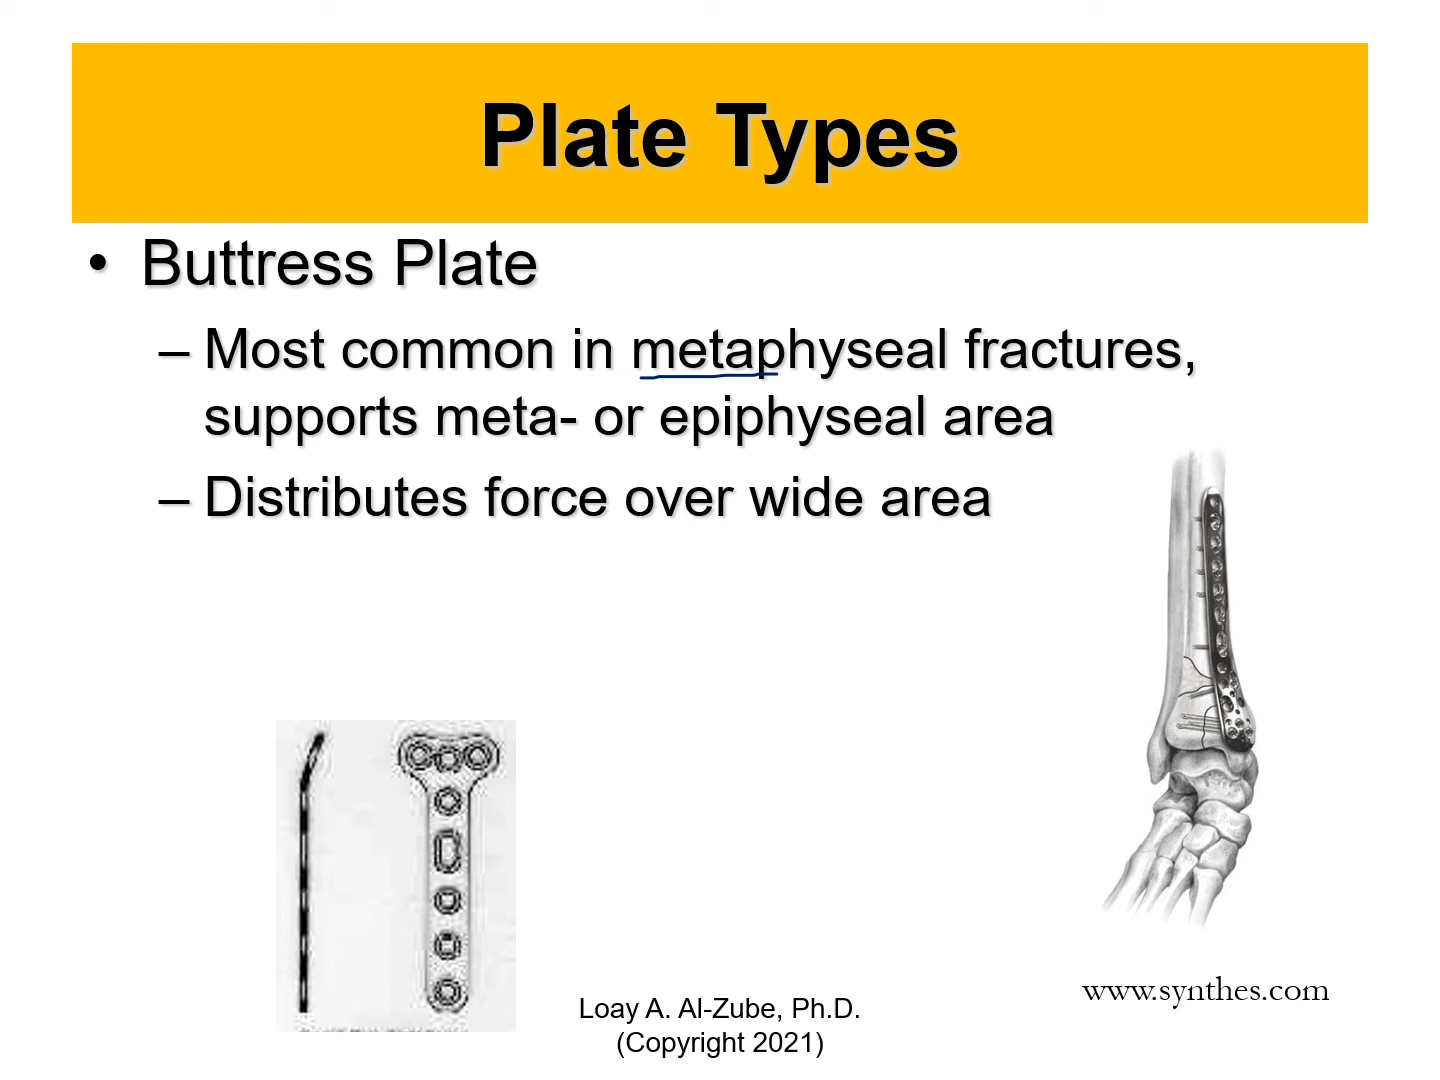 Plate Types
• Buttress Plate
– Most common in metaphyseal fractures,
supports meta- or epiphyseal area
– Distributes force over wide area
www.synthes.com
Loay A. Al-Zube, Ph.D.
(Copyright 2021)